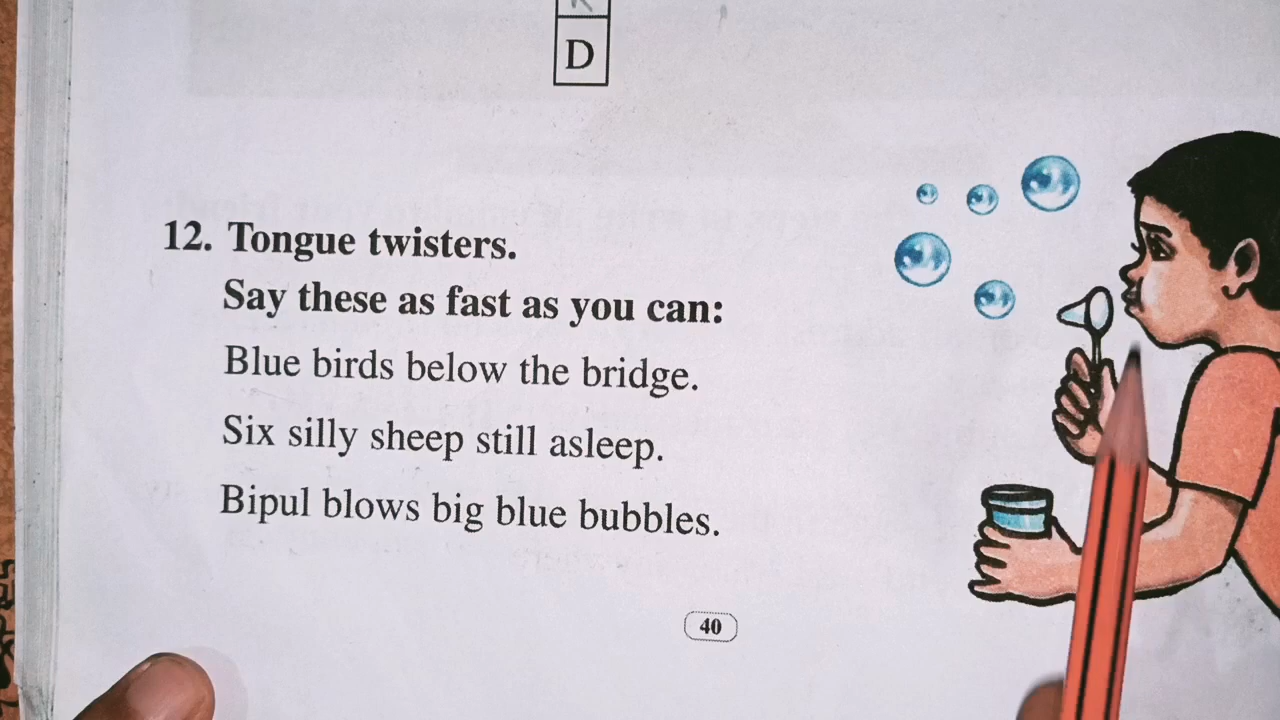 D
12. Tongue twisters.
Say these as fast as you can:
Blue birds below the bridge.
Six silly sheep still asleep.
Bipul blows big blue bubbles.
40